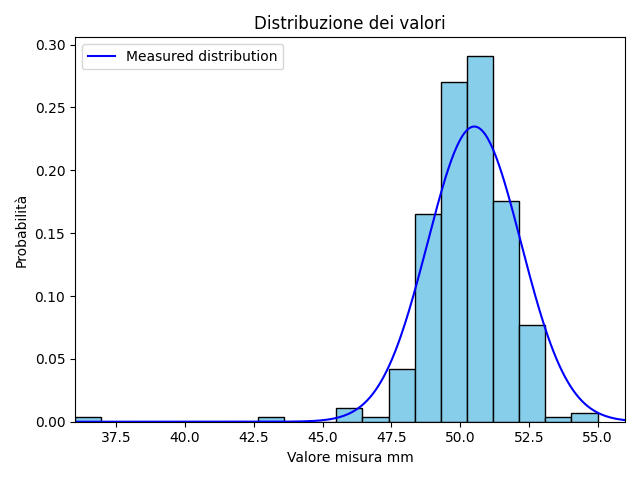 Distribuzione dei valori
Measured distribution
Probabilità
0.30
0.25
0.20
0.15
0.10
0.05
0.00
37.5 40.0 42.5 45.0 47.5 50.0 52.5 55.0
Valore misura mm